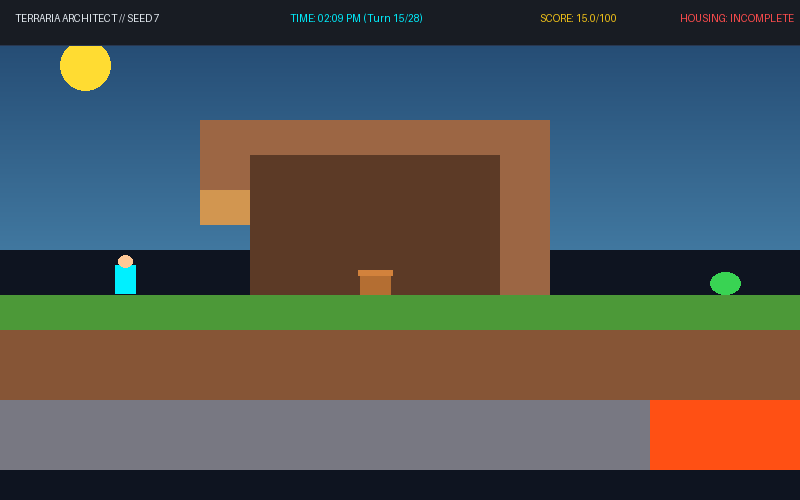 TERRARIA ARCHITECT // SEED 7
TIME: 02:09 PM (Turn 15/28)
SCORE: 15.0/100
HOUSING: INCOMPLETE